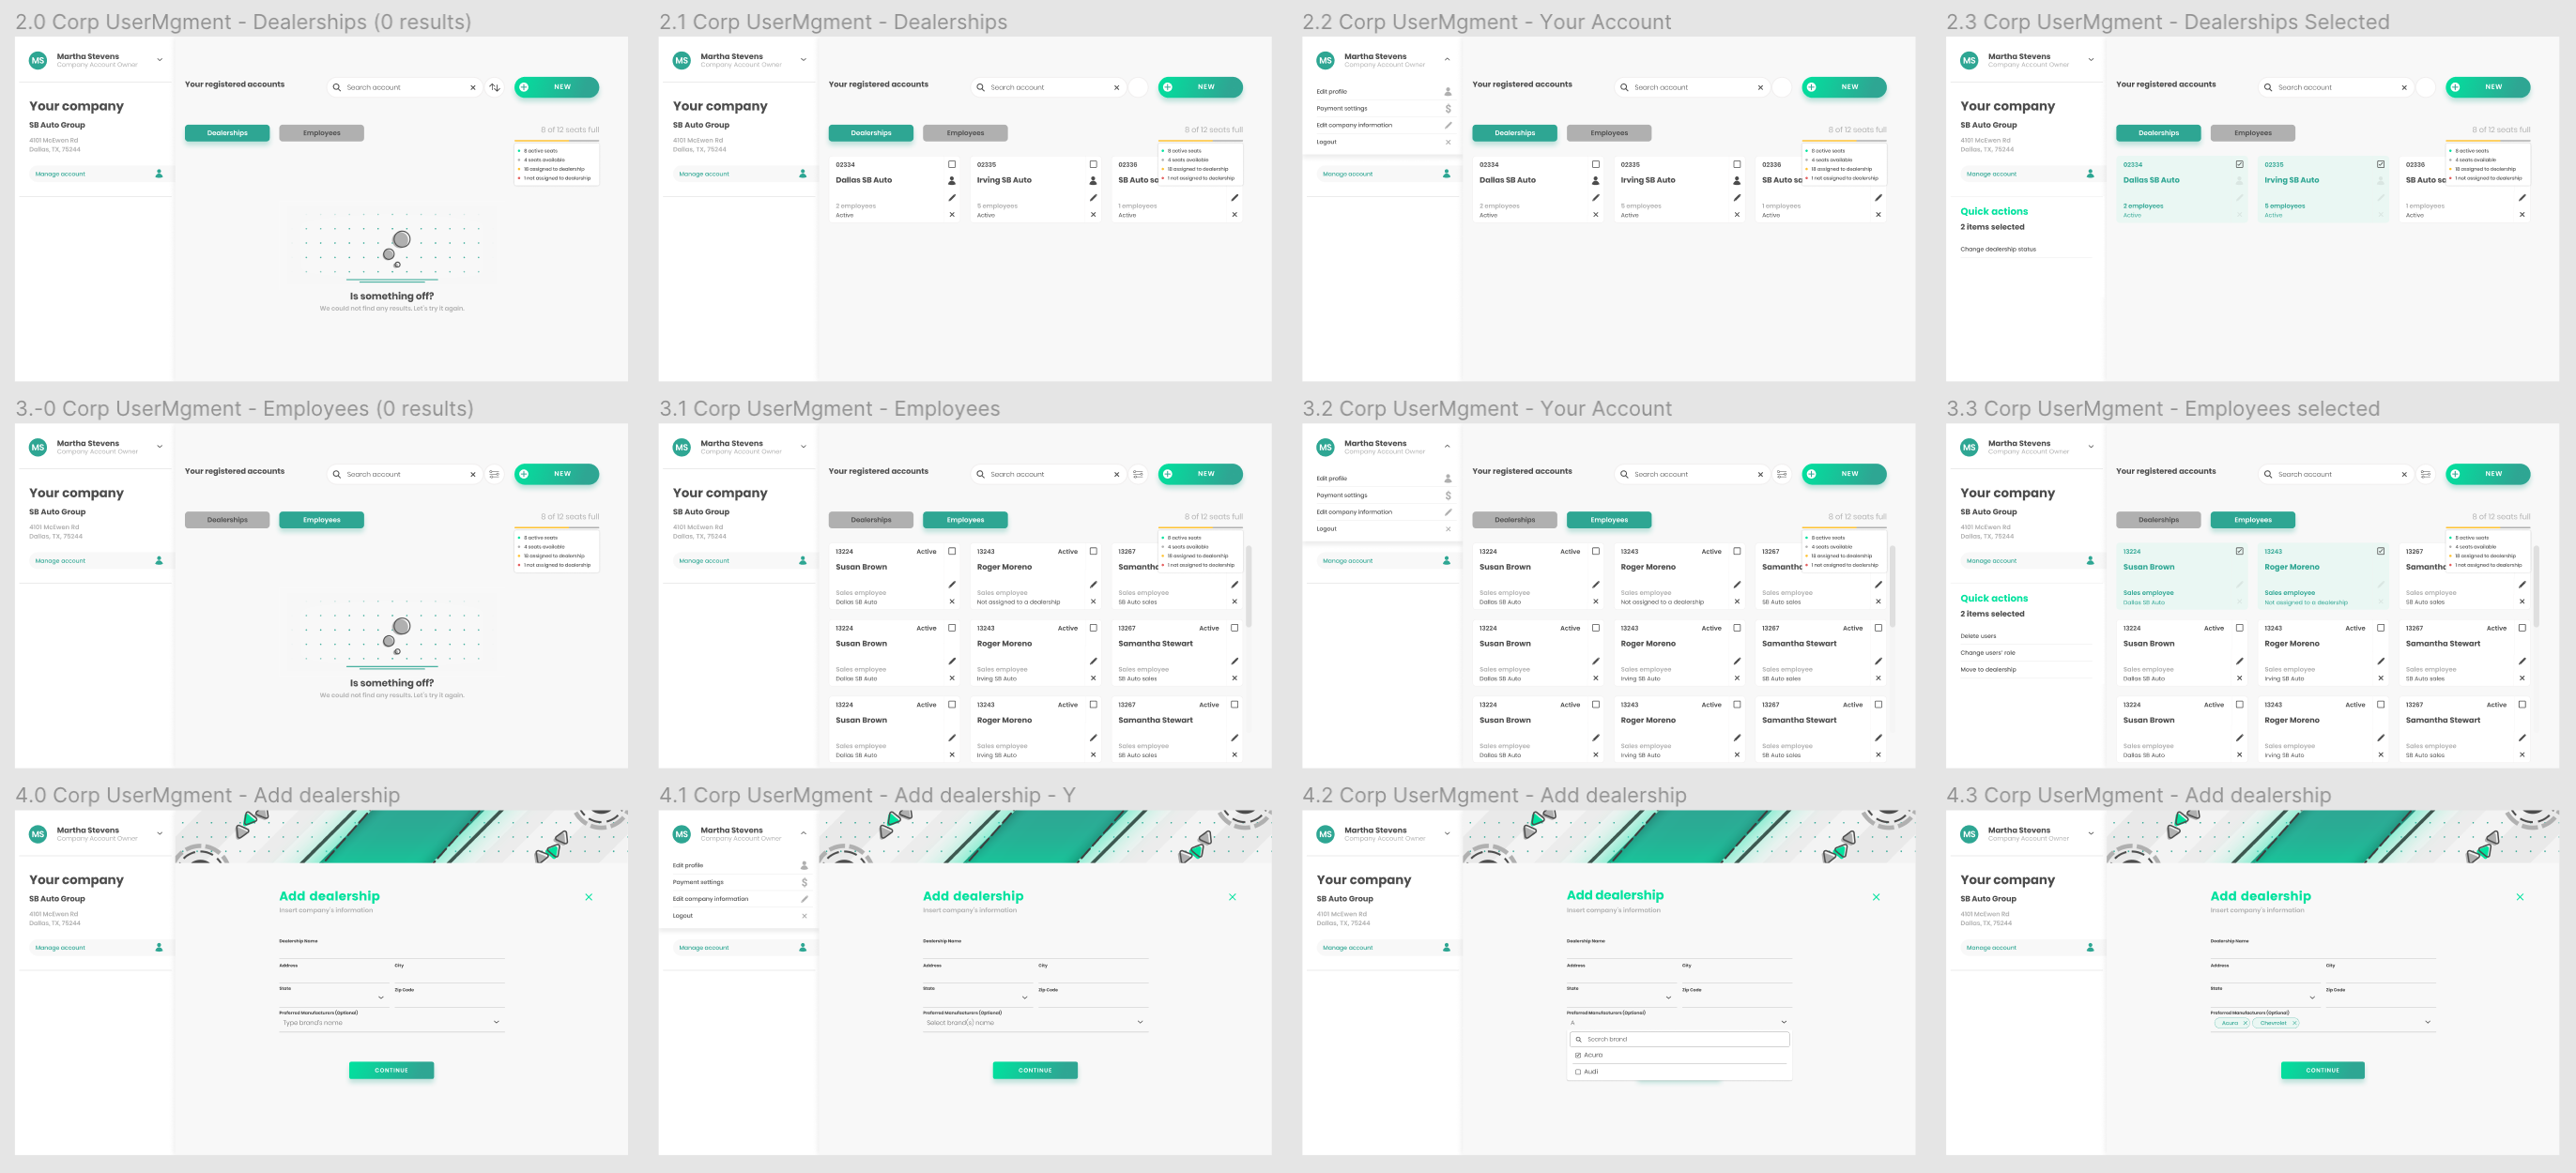 2.0 Corp UserMgment - Dealerships (0 results)
MS
Martha Stevens
Company Account Owner
Your company
SB Auto Group
4101 McEwen Rd
Dallas, TX, 75244
Manage account
Your registered accounts
Search account
NEW
Dealerships
Employees
8 of 12 seats full
8 active seats
4 seats available
18 assigned to dealership
1 not assigned to dealership
Is something off?
We could not find any results. Let's try it again.
2.1 Corp UserMgment - Dealerships
MS
Martha Stevens
Company Account Owner
Your company
SB Auto Group
4101 McEwen Rd
Dallas, TX, 75244
Manage account
Your registered accounts
Search account
NEW
Dealerships
Employees
8 of 12 seats full
8 active seats
4 seats available
18 assigned to dealership
1 not assigned to dealership
02334
Dallas SB Auto
2 employees
Active
02335
Irving SB Auto
5 employees
Active
02336
SB Auto sa
1 employees
Active
2.2 Corp UserMgment - Your Account
MS
Martha Stevens
Company Account Owner
Edit profile
Payment settings
Edit company information
Logout
Manage account
Your registered accounts
Search account
NEW
Dealerships
Employees
8 of 12 seats full
8 active seats
4 seats available
18 assigned to dealership
1 not assigned to dealership
02334
Dallas SB Auto
2 employees
Active
02335
Irving SB Auto
5 employees
Active
02336
SB Auto sa
1 employees
Active
2.3 Corp UserMgment - Dealerships Selected
MS
Martha Stevens
Company Account Owner
Your company
SB Auto Group
4101 McEwen Rd
Dallas, TX, 75244
Manage account
Quick actions
2 items selected
Change dealership status
Your registered accounts
Search account
NEW
Dealerships
Employees
8 of 12 seats full
8 active seats
4 seats available
18 assigned to dealership
1 not assigned to dealership
02334
Dallas SB Auto
2 employees
Active
02335
Irving SB Auto
5 employees
Active
02336
SB Auto sa
1 employees
Active
3.-0 Corp UserMgment - Employees (0 results)
MS
Martha Stevens
Company Account Owner
Your company
SB Auto Group
4101 McEwen Rd
Dallas, TX, 75244
Manage account
Your registered accounts
Search account
NEW
Dealerships
Employees
8 of 12 seats full
8 active seats
4 seats available
18 assigned to dealership
1 not assigned to dealership
Is something off?
We could not find any results. Let's try it again.
3.1 Corp UserMgment - Employees
MS
Martha Stevens
Company Account Owner
Your company
SB Auto Group
4101 McEwen Rd
Dallas, TX, 75244
Manage account
Your registered accounts
Search account
NEW
Dealerships
Employees
8 of 12 seats full
8 active seats
4 seats available
18 assigned to dealership
1 not assigned to dealership
13224 Active
Susan Brown
Sales employee
Dallas SB Auto
13243 Active
Roger Moreno
Sales employee
Not assigned to a dealership
13267
Samantha
Sales employee
SB Auto sales
13224 Active
Susan Brown
Sales employee
Dallas SB Auto
13243 Active
Roger Moreno
Sales employee
Irving SB Auto
13267 Active
Samantha Stewart
Sales employee
SB Auto sales
13224 Active
Susan Brown
Sales employee
Dallas SB Auto
13243 Active
Roger Moreno
Sales employee
Irving SB Auto
13267 Active
Samantha Stewart
Sales employee
SB Auto sales
3.2 Corp UserMgment - Your Account
MS
Martha Stevens
Company Account Owner
Edit profile
Payment settings
Edit company information
Logout
Manage account
Your registered accounts
Search account
NEW
Dealerships
Employees
8 of 12 seats full
8 active seats
4 seats available
18 assigned to dealership
1 not assigned to dealership
13224 Active
Susan Brown
Sales employee
Dallas SB Auto
13243 Active
Roger Moreno
Sales employee
Not assigned to a dealership
13267
Samantha
Sales employee
SB Auto sales
13224 Active
Susan Brown
Sales employee
Dallas SB Auto
13243 Active
Roger Moreno
Sales employee
Irving SB Auto
13267 Active
Samantha Stewart
Sales employee
SB Auto sales
13224 Active
Susan Brown
Sales employee
Dallas SB Auto
13243 Active
Roger Moreno
Sales employee
Irving SB Auto
13267 Active
Samantha Stewart
Sales employee
SB Auto sales
3.3 Corp UserMgment - Employees selected
MS
Martha Stevens
Company Account Owner
Your company
SB Auto Group
4101 McEwen Rd
Dallas, TX, 75244
Manage account
Quick actions
2 items selected
Delete users
Change users' role
Move to dealership
Your registered accounts
Search account
NEW
Dealerships
Employees
8 of 12 seats full
8 active seats
4 seats available
18 assigned to dealership
1 not assigned to dealership
13224
Susan Brown
Sales employee
Dallas SB Auto
13243
Roger Moreno
Sales employee
Not assigned to a dealership
13267
Samantha
Sales employee
SB Auto sales
13224 Active
Susan Brown
Sales employee
Dallas SB Auto
13243 Active
Roger Moreno
Sales employee
Irving SB Auto
13267 Active
Samantha Stewart
Sales employee
SB Auto sales
13224 Active
Susan Brown
Sales employee
Dallas SB Auto
13243 Active
Roger Moreno
Sales employee
Irving SB Auto
13267 Active
Samantha Stewart
Sales employee
SB Auto sales
4.0 Corp UserMgment - Add dealership
MS
Martha Stevens
Company Account Owner
Your company
SB Auto Group
4101 McEwen Rd
Dallas, TX, 75244
Manage account
Add dealership
Insert company's information
Dealership Name
Address City
State Zip Code
Preferred Manufacturers (Optional)
Type brand's name
CONTINUE
4.1 Corp UserMgment - Add dealership - Y
MS
Martha Stevens
Company Account Owner
Edit profile
Payment settings
Edit company information
Logout
Manage account
Add dealership
Insert company's information
Dealership Name
Address City
State Zip Code
Preferred Manufacturers (Optional)
Select brand(s) name
CONTINUE
4.2 Corp UserMgment - Add dealership
MS
Martha Stevens
Company Account Owner
Your company
SB Auto Group
4101 McEwen Rd
Dallas, TX, 75244
Manage account
Add dealership
Insert company's information
Dealership Name
Address City
State Zip Code
Preferred Manufacturers (Optional)
A
Search brand
Acura
Audi
4.3 Corp UserMgment - Add dealership
MS
Martha Stevens
Company Account Owner
Your company
SB Auto Group
4101 McEwen Rd
Dallas, TX, 75244
Manage account
Add dealership
Insert company's information
Dealership Name
Address City
State Zip Code
Preferred Manufacturers (Optional)
Acura Chevrolet
CONTINUE